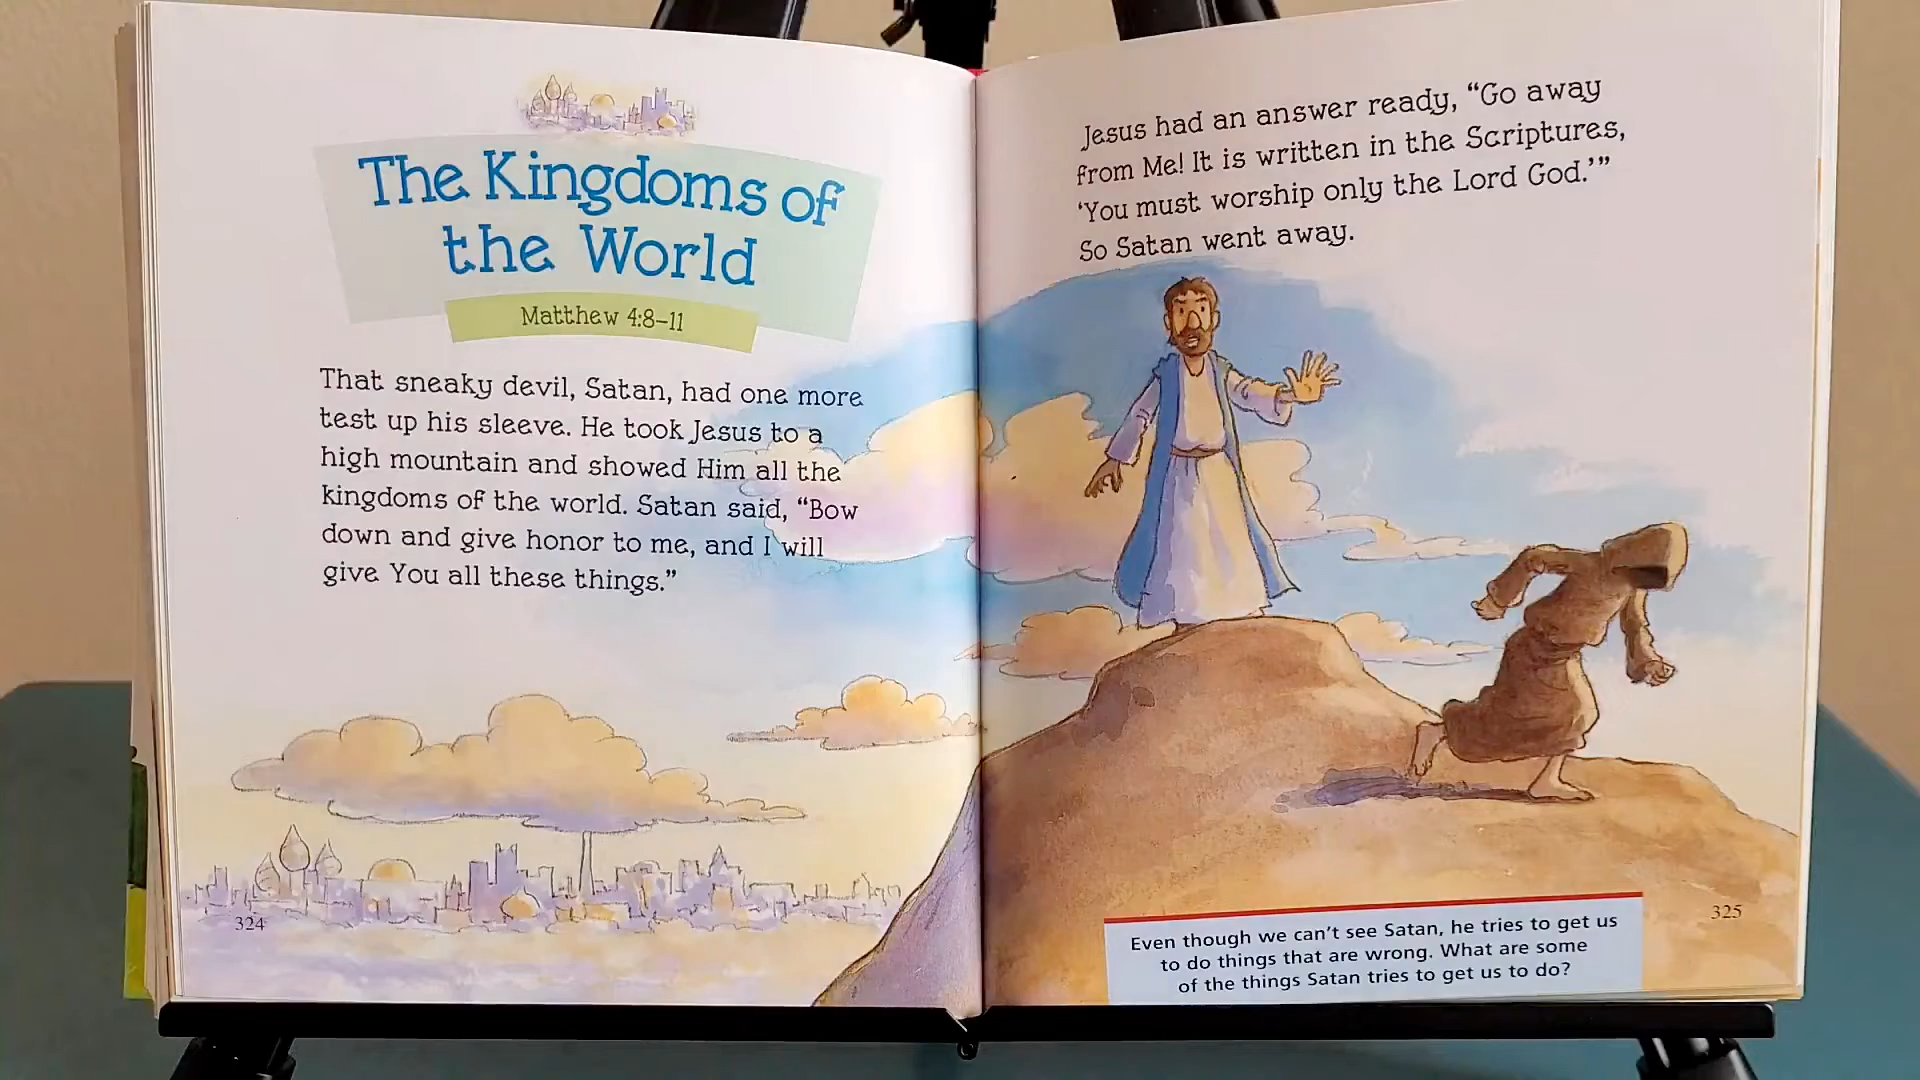 The Kingdoms of
the World
Matthew 4:8–11
That sneaky devil, Satan, had one more
test up his sleeve. He took Jesus to a
high mountain and showed Him all the
kingdoms of the world. Satan said, “Bow
down and give honor to me, and I will
give You all these things.”
324
Jesus had an answer ready, “Go away
from Me! It is written in the Scriptures,
‘You must worship only the Lord God.’”
So Satan went away.
Even though we can’t see Satan, he tries to get us
to do things that are wrong. What are some
of the things Satan tries to get us to do?
325